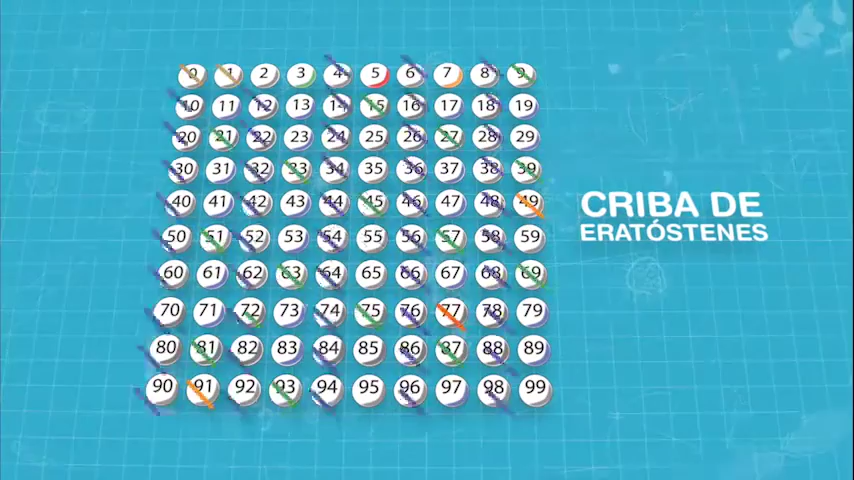 0 1 2 3 4 5 6 7 8 9
10 11 12 13 14 15 16 17 18 19
20 21 22 23 24 25 26 27 28 29
30 31 32 33 34 35 36 37 38 39
40 41 42 43 44 45 46 47 48 49
50 51 52 53 54 55 56 57 58 59
60 61 62 63 64 65 66 67 68 69
70 71 72 73 74 75 76 77 78 79
80 81 82 83 84 85 86 87 88 89
90 91 92 93 94 95 96 97 98 99
CRIBA DE
ERATÓSTENES